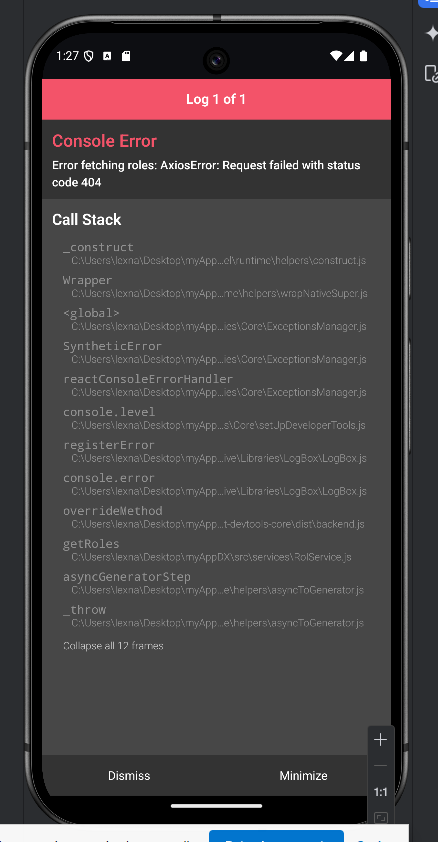 1:27
Log 1 of 1
Console Error
Error fetching roles: AxiosError: Request failed with status
code 404
Call Stack
_construct
C:\Users\lexna\Desktop\myApp...el\runtime\helpers\construct.js
Wrapper
C:\Users\lexna\Desktop\myApp...me\helpers\wrapNativeSuper.js
<global>
C:\Users\lexna\Desktop\myApp...ies\Core\ExceptionsManager.js
SyntheticError
C:\Users\lexna\Desktop\myApp...ies\Core\ExceptionsManager.js
reactConsoleErrorHandler
C:\Users\lexna\Desktop\myApp...ies\Core\ExceptionsManager.js
console.level
C:\Users\lexna\Desktop\myApp...s\Core\setUpDeveloperTools.js
registerError
C:\Users\lexna\Desktop\myApp...ive\Libraries\LogBox\LogBox.js
console.error
C:\Users\lexna\Desktop\myApp...ive\Libraries\LogBox\LogBox.js
overrideMethod
C:\Users\lexna\Desktop\myApp...t-devtools-core\dist\backend.js
getRoles
C:\Users\lexna\Desktop\myAppDX\src\services\RolService.js
asyncGeneratorStep
C:\Users\lexna\Desktop\myApp...e\helpers\asyncToGenerator.js
_throw
C:\Users\lexna\Desktop\myApp...e\helpers\asyncToGenerator.js
Collapse all 12 frames
Dismiss
Minimize
1:1